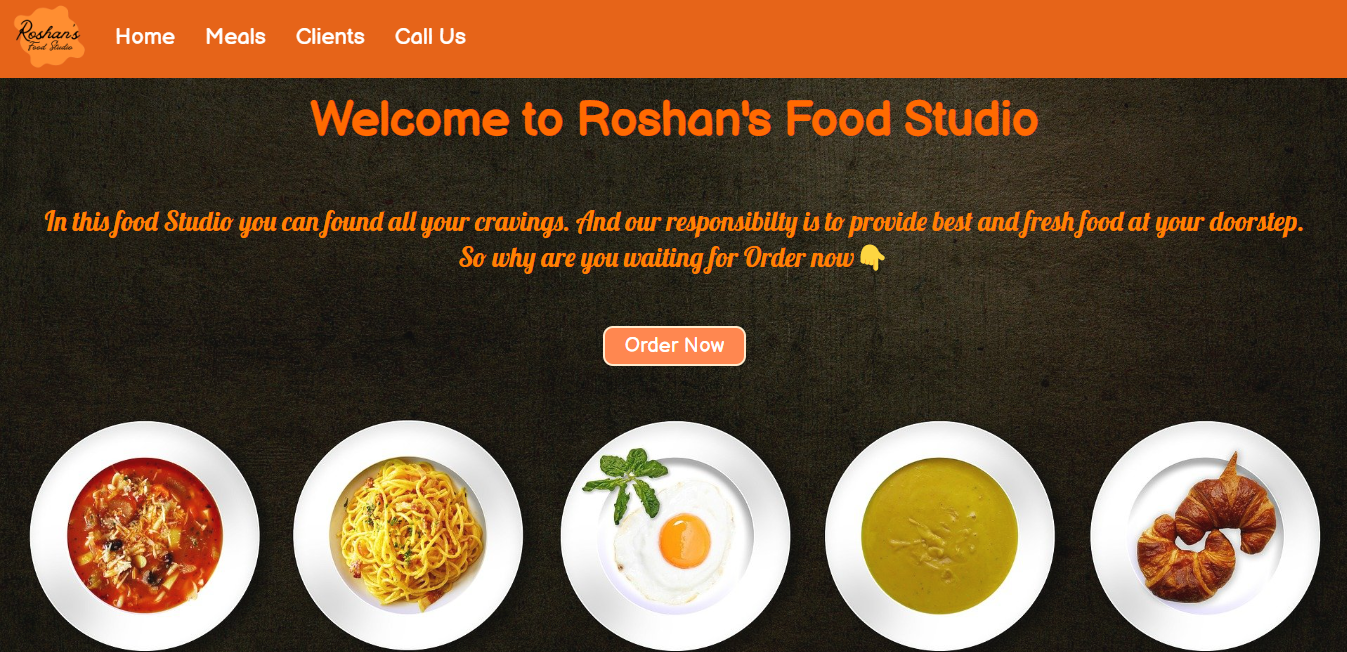 Roshan's
Food Studio
Home Meals Clients Call Us
Welcome to Roshan's Food Studio
In this food Studio you can found all your cravings. And our responsibilty is to provide best and fresh food at your doorstep.
So why are you waiting for Order now 👇
Order Now